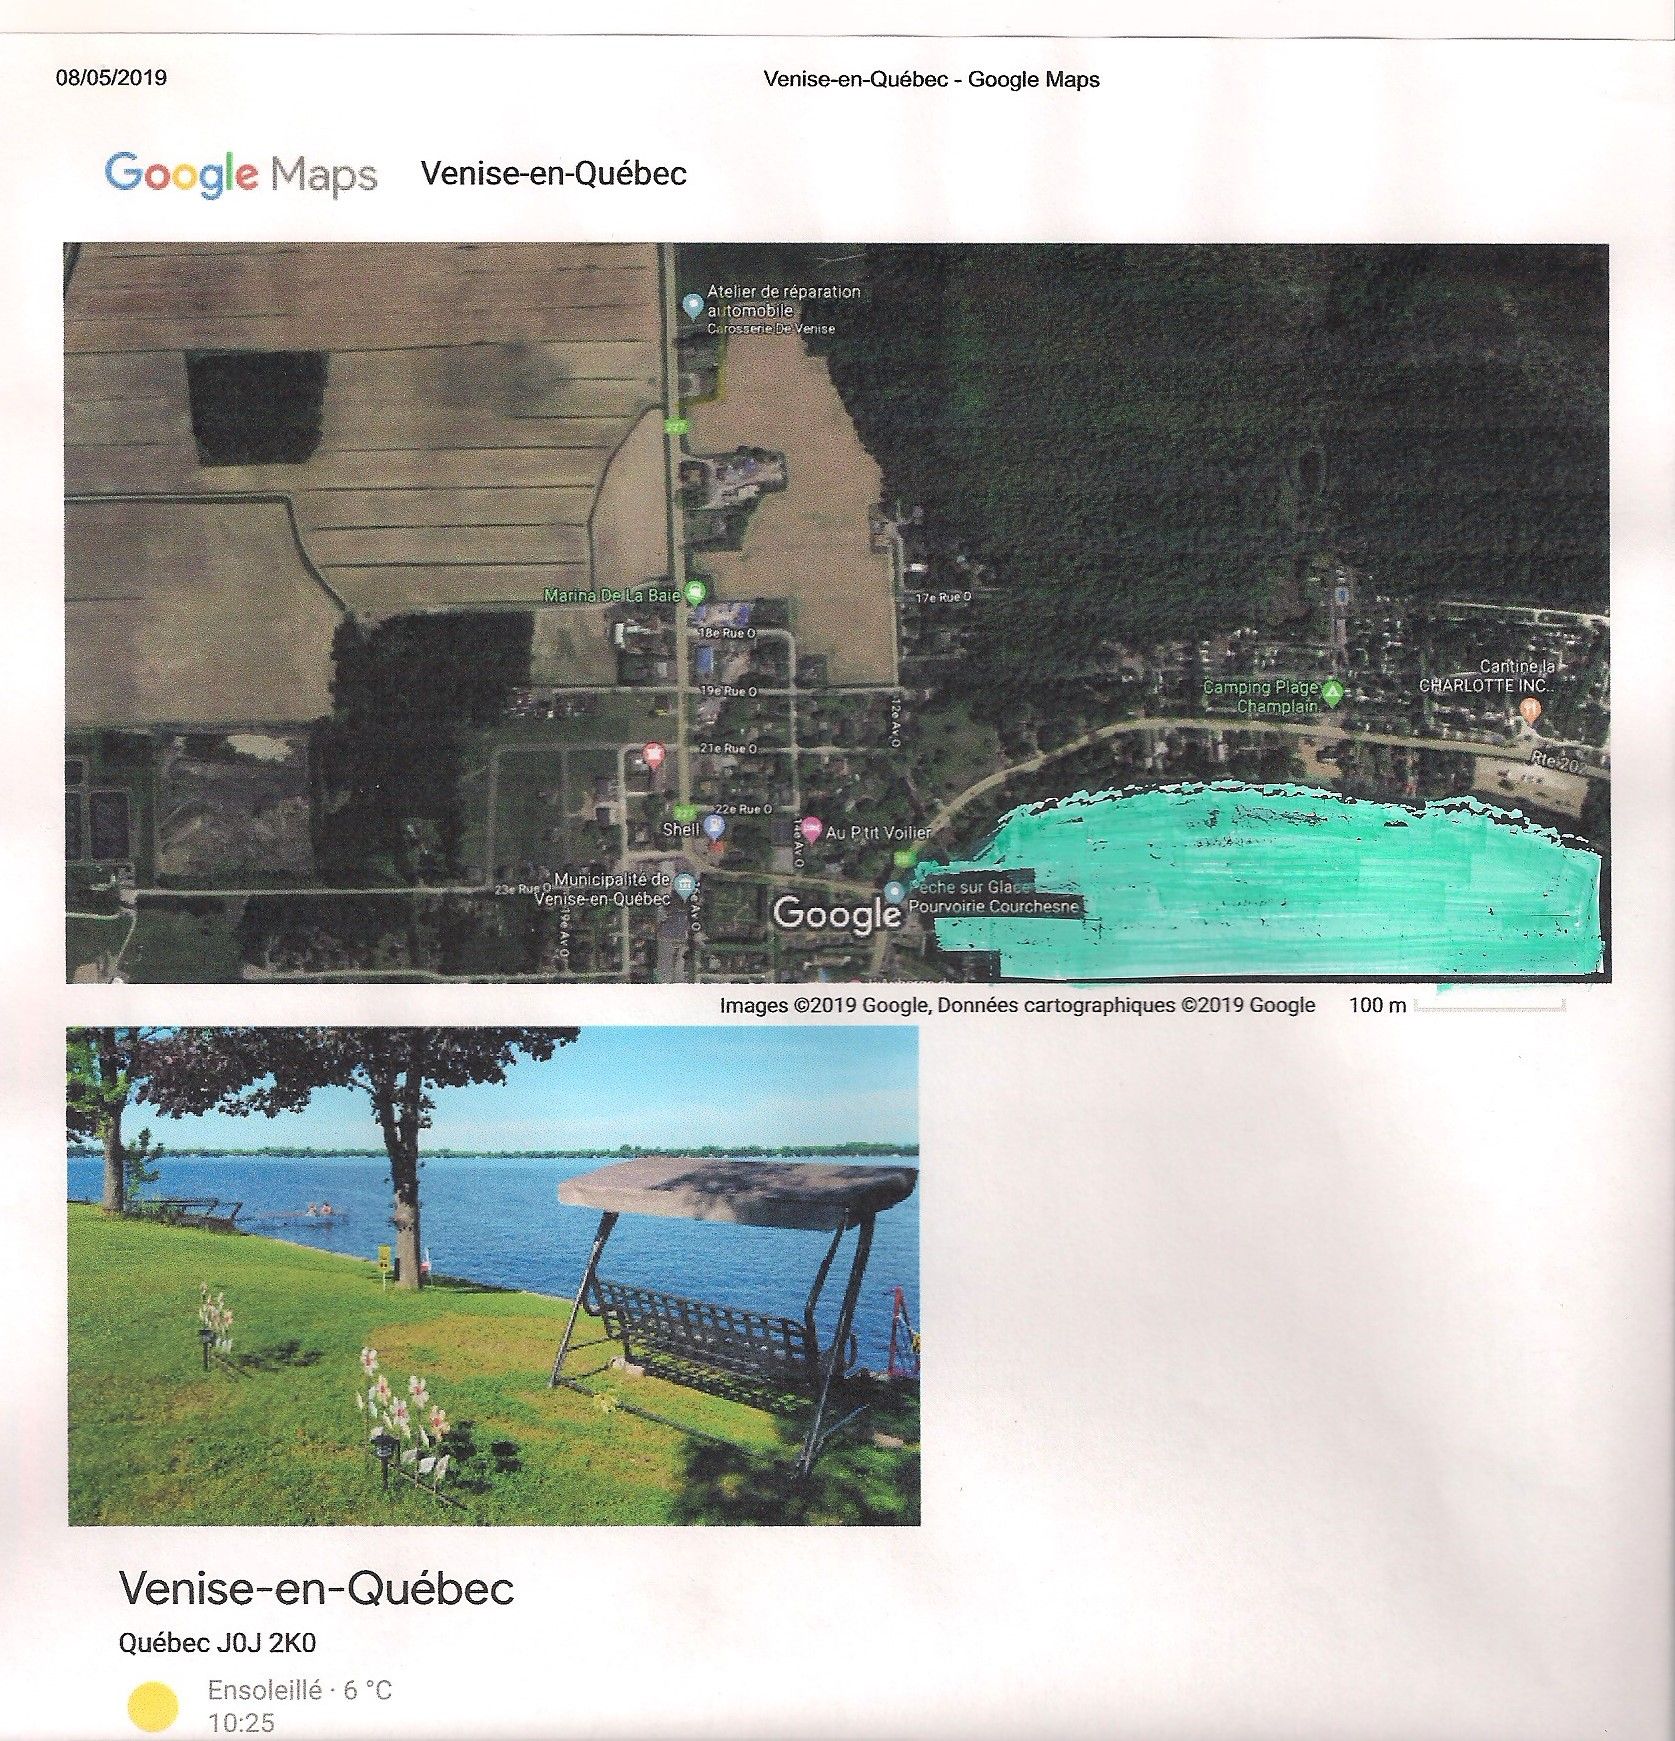 08/05/2019
Venise-en-Québec - Google Maps
Google Maps
Venise-en-Québec
Atelier de réparation
automobile
Carosserie De Venise
227
Marina De La Baie
17e Rue O
18e Rue O
19e Rue O
12e Av O
Cantine la
CHARLOTTE INC.
Camping Plage
Champlain
21e Rue O
Rte 202
22e Rue O
227
Shell
14e Av O
Au P'tit Voilier
Municipalité de
Venise-en-Québec
23e Rue O
19e Av O
Google
Pêche sur Glace
Pourvoirie Courchesne
Images ©2019 Google, Données cartographiques ©2019 Google
100 m
Venise-en-Québec
Québec J0J 2K0
Ensoleillé · 6 °C
10:25